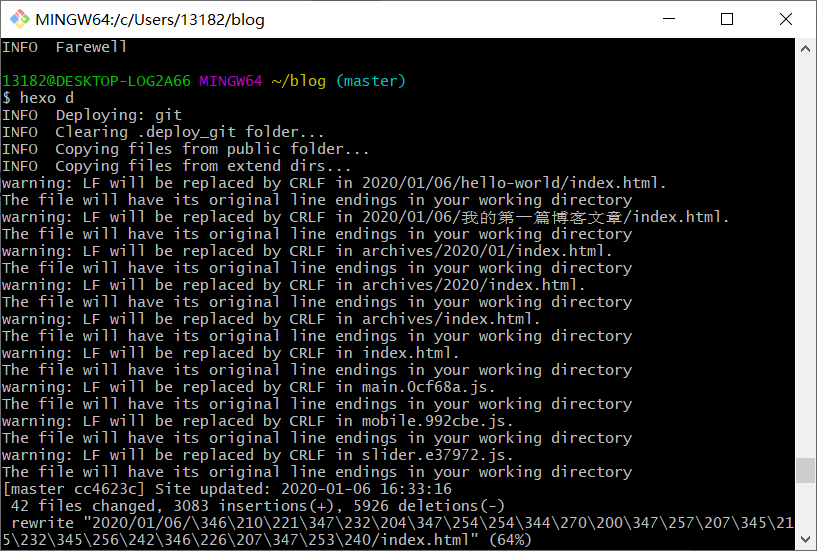 MINGW64:/c/Users/13182/blog
INFO  Farewell
13182@DESKTOP-LOG2A66 MINGW64 ~/blog (master)
$ hexo d
INFO  Deploying: git
INFO  Clearing .deploy_git folder...
INFO  Copying files from public folder...
INFO  Copying files from extend dirs...
warning: LF will be replaced by CRLF in 2020/01/06/hello-world/index.html.
The file will have its original line endings in your working directory
warning: LF will be replaced by CRLF in 2020/01/06/我的第一篇博客文章/index.html.
The file will have its original line endings in your working directory
warning: LF will be replaced by CRLF in archives/2020/01/index.html.
The file will have its original line endings in your working directory
warning: LF will be replaced by CRLF in archives/2020/index.html.
The file will have its original line endings in your working directory
warning: LF will be replaced by CRLF in archives/index.html.
The file will have its original line endings in your working directory
warning: LF will be replaced by CRLF in index.html.
The file will have its original line endings in your working directory
warning: LF will be replaced by CRLF in main.0cf68a.js.
The file will have its original line endings in your working directory
warning: LF will be replaced by CRLF in mobile.992cbe.js.
The file will have its original line endings in your working directory
warning: LF will be replaced by CRLF in slider.e37972.js.
The file will have its original line endings in your working directory
[master cc4623c] Site updated: 2020-01-06 16:33:16
 42 files changed, 3083 insertions(+), 5926 deletions(-)
 rewrite "2020/01/06/\346\210\221\347\232\204\347\254\254\344\270\200\347\257\207\345\21
5\232\345\256\242\346\226\207\347\253\240/index.html" (64%)